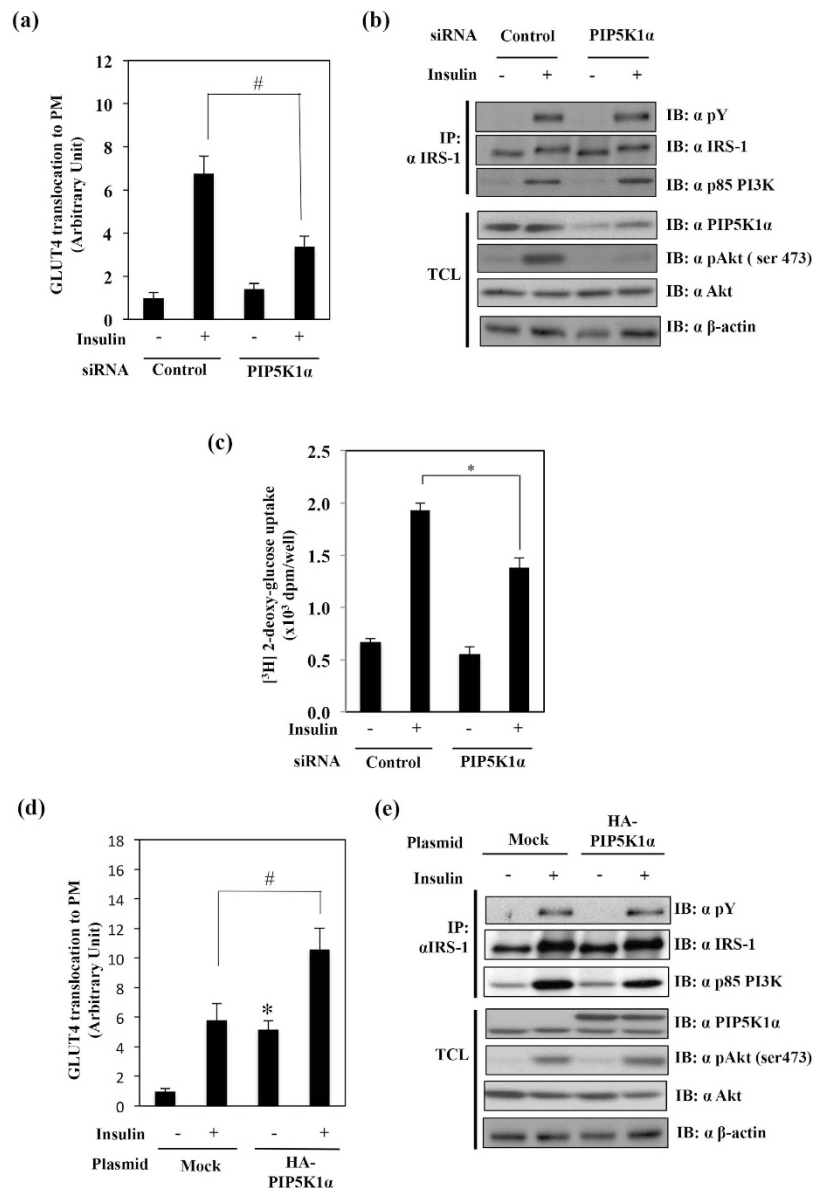 (a)
GLUT4 translocation to PM
(Arbitrary Unit)
12
10
8
6
4
2
0
#
Insulin - + - +
siRNA Control PIP5K1α
(b)
siRNA Control PIP5K1α
Insulin - + - +
IP:
α IRS-1
IB: α pY
IB: α IRS-1
IB: α p85 PI3K
TCL
IB: α PIP5K1α
IB: α pAkt ( ser 473)
IB: α Akt
IB: α β-actin
(c)
[³H] 2-deoxy-glucose uptake
(x10³ dpm/well)
2.5
2.0
1.5
1.0
0.5
0.0
*
Insulin - + - +
siRNA Control PIP5K1α
(d)
GLUT4 translocation to PM
(Arbitrary Unit)
18
16
14
12
10
8
6
4
2
0
#
*
Insulin - + - +
Plasmid Mock HA-
PIP5K1α
(e)
HA-
Plasmid Mock PIP5K1α
Insulin - + - +
IP:
αIRS-1
IB: α pY
IB: α IRS-1
IB: α p85 PI3K
TCL
IB: α PIP5K1α
IB: α pAkt (ser473)
IB: α Akt
IB: α β-actin